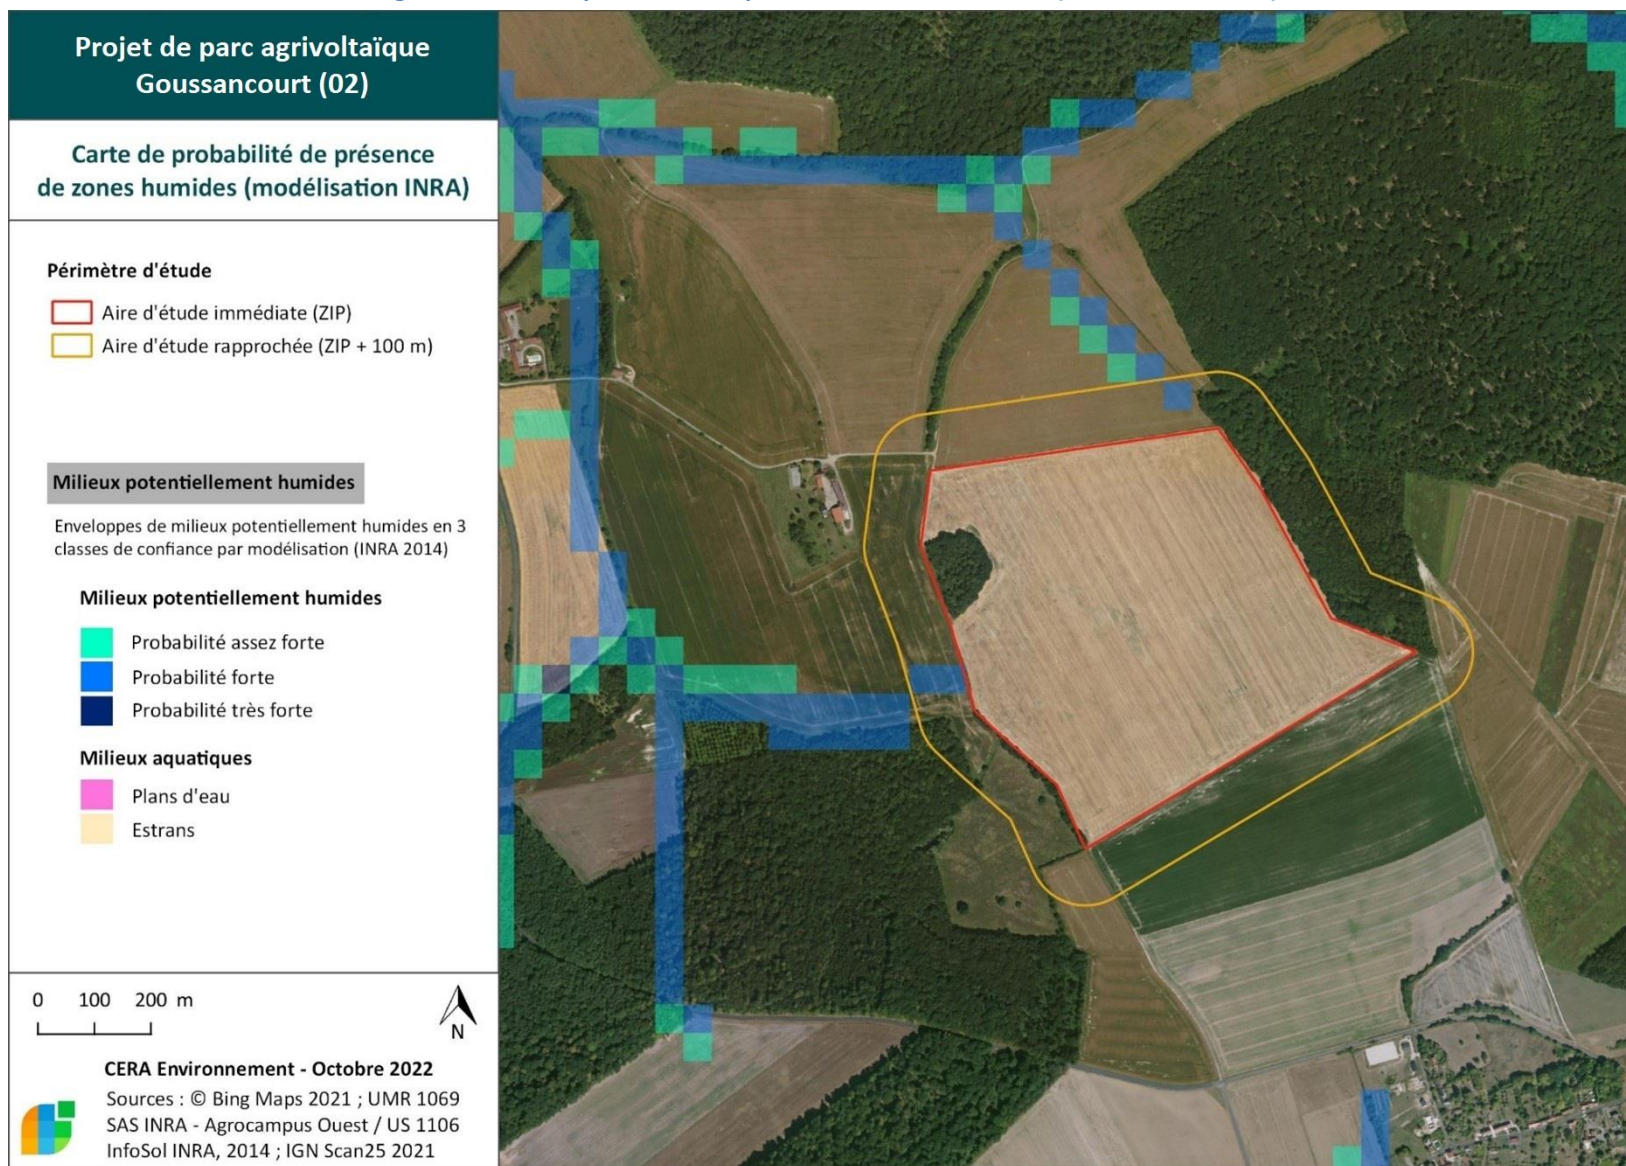 Projet de parc agrivoltaïque
Goussancourt (02)
Carte de probabilité de présence
de zones humides (modélisation INRA)
Périmètre d'étude
Aire d'étude immédiate (ZIP)
Aire d'étude rapprochée (ZIP + 100 m)
Milieux potentiellement humides
Enveloppes de milieux potentiellement humides en 3
classes de confiance par modélisation (INRA 2014)
Milieux potentiellement humides
Probabilité assez forte
Probabilité forte
Probabilité très forte
Milieux aquatiques
Plans d'eau
Estrans
0 100 200 m
N
CERA Environnement - Octobre 2022
Sources : © Bing Maps 2021 ; UMR 1069
SAS INRA - Agrocampus Ouest / US 1106
InfoSol INRA, 2014 ; IGN Scan25 2021